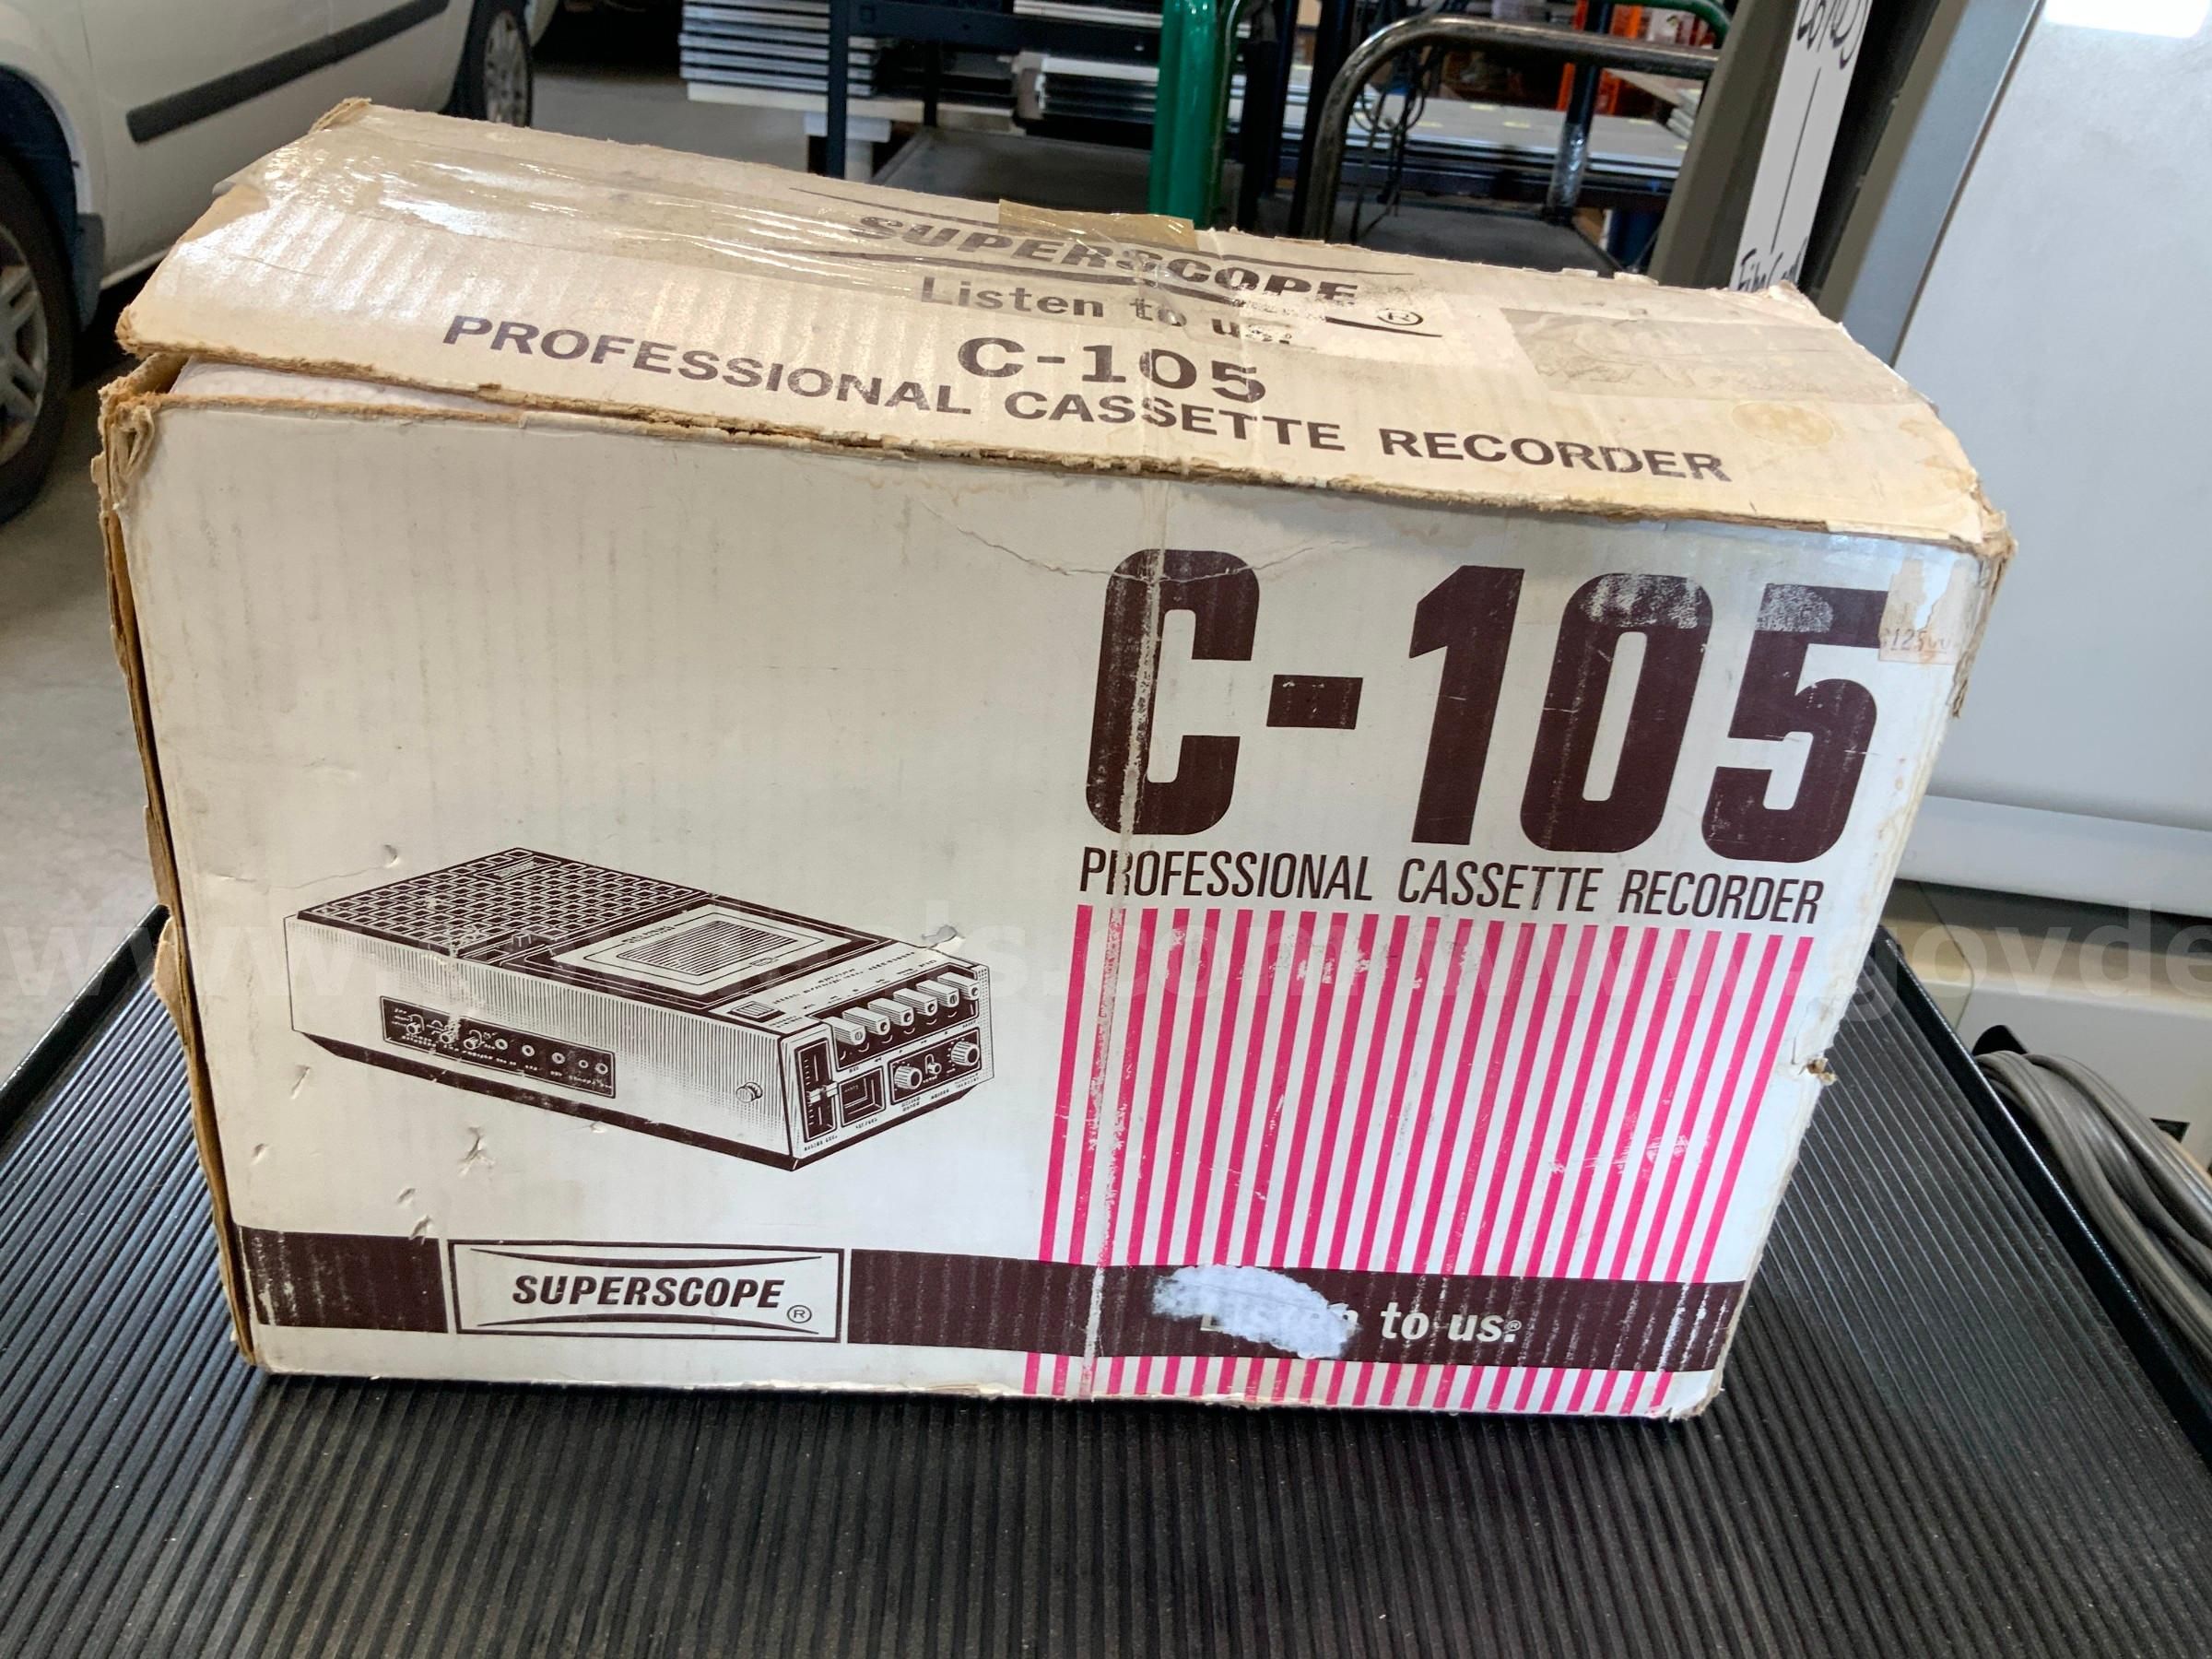 SUPERSCOPE ®
Listen to us.
C-105
PROFESSIONAL CASSETTE RECORDER
C-105
PROFESSIONAL CASSETTE RECORDER
SUPERSCOPE ®
to us.®